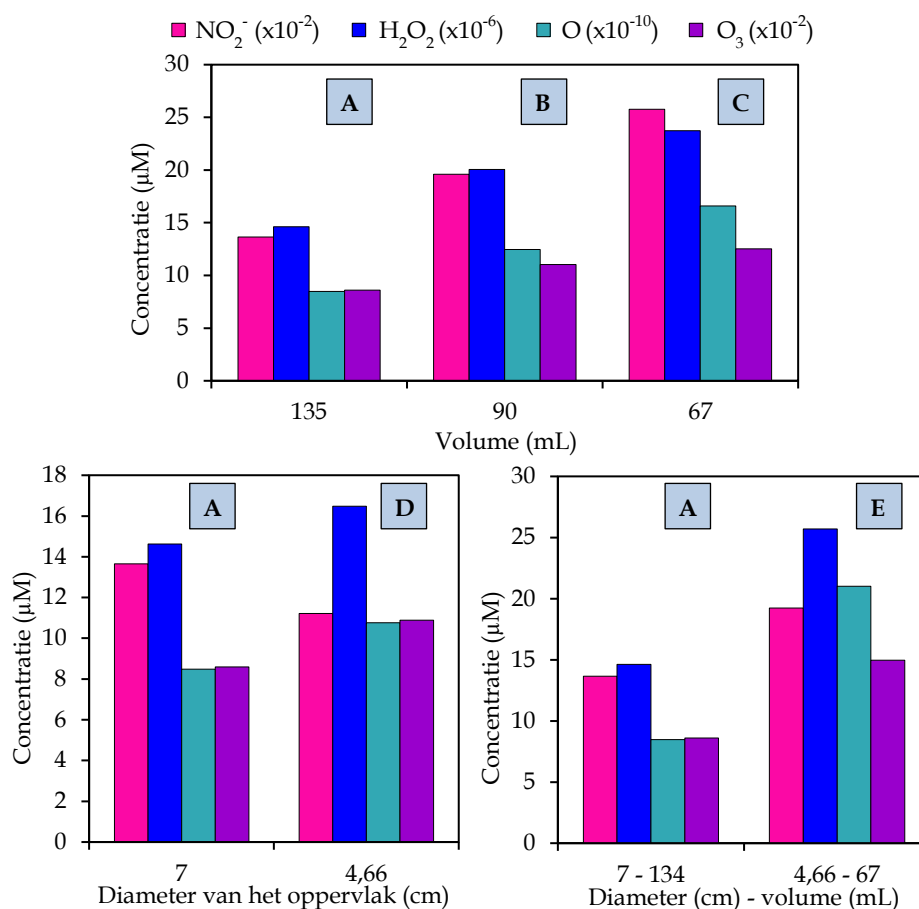 NO₂⁻ (x10⁻²) H₂O₂ (x10⁻⁶) O (x10⁻¹⁰) O₃ (x10⁻²)
Concentratie (µM)
30
25
20
15
10
5
0
A B C
135 90 67
Volume (mL)
Concentratie (µM)
18
16
14
12
10
8
6
4
2
0
A D
7 4,66
Diameter van het oppervlak (cm)
Concentratie (µM)
30
25
20
15
10
5
0
A E
7 - 134 4,66 - 67
Diameter (cm) - volume (mL)